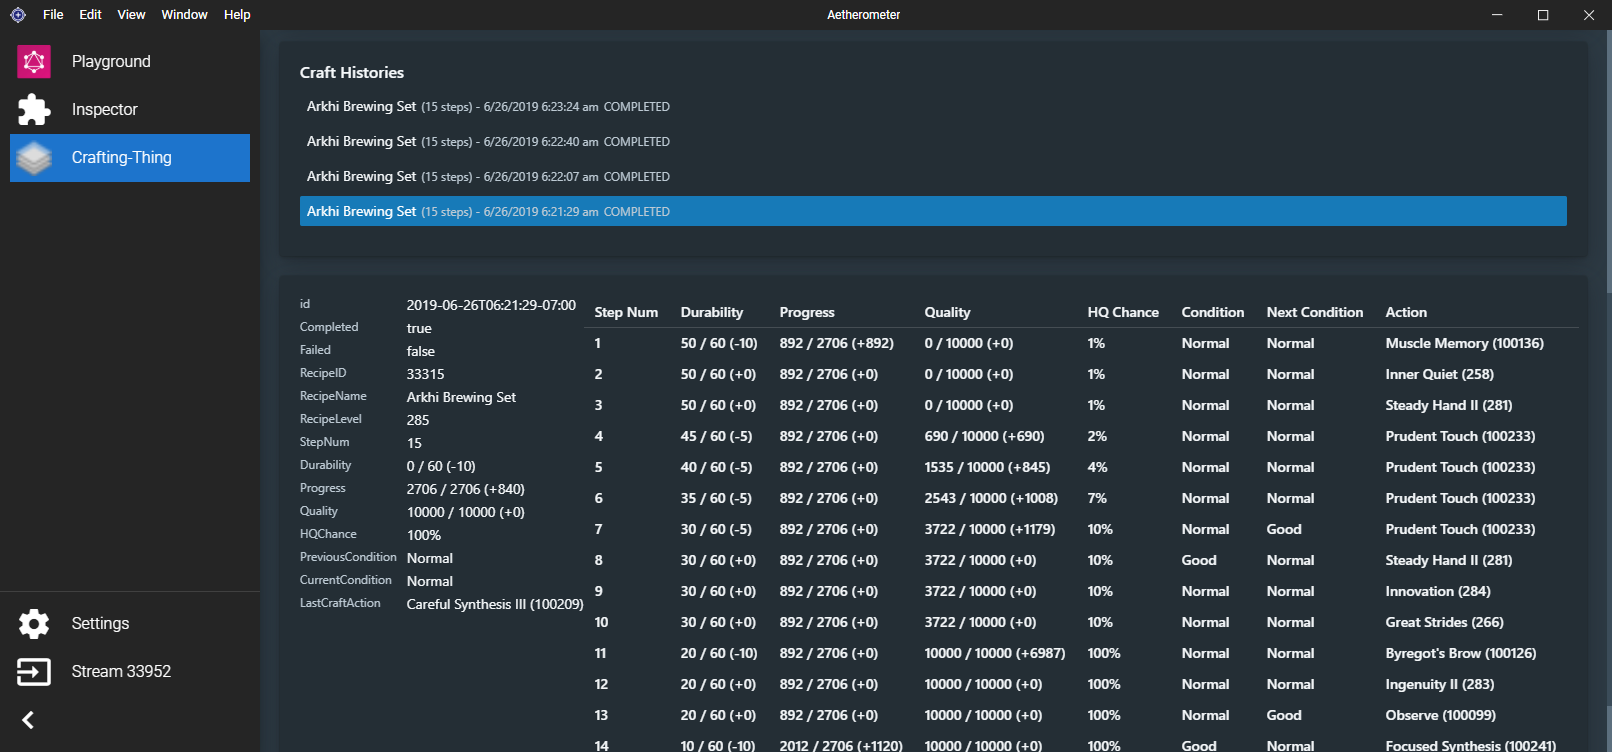 File Edit View Window Help Aetherometer
Playground
Inspector
Crafting-Thing
Settings
Stream 33952
Craft Histories
Arkhi Brewing Set (15 steps) - 6/26/2019 6:23:24 am COMPLETED
Arkhi Brewing Set (15 steps) - 6/26/2019 6:22:40 am COMPLETED
Arkhi Brewing Set (15 steps) - 6/26/2019 6:22:07 am COMPLETED
Arkhi Brewing Set (15 steps) - 6/26/2019 6:21:29 am COMPLETED
id 2019-06-26T06:21:29-07:00
Completed true
Failed false
RecipeID 33315
RecipeName Arkhi Brewing Set
RecipeLevel 285
StepNum 15
Durability 0 / 60 (-10)
Progress 2706 / 2706 (+840)
Quality 10000 / 10000 (+0)
HQChance 100%
PreviousCondition Normal
CurrentCondition Normal
LastCraftAction Careful Synthesis III (100209)
Step Num Durability Progress Quality HQ Chance Condition Next Condition Action
1 50 / 60 (-10) 892 / 2706 (+892) 0 / 10000 (+0) 1% Normal Normal Muscle Memory (100136)
2 50 / 60 (+0) 892 / 2706 (+0) 0 / 10000 (+0) 1% Normal Normal Inner Quiet (258)
3 50 / 60 (+0) 892 / 2706 (+0) 0 / 10000 (+0) 1% Normal Normal Steady Hand II (281)
4 45 / 60 (-5) 892 / 2706 (+0) 690 / 10000 (+690) 2% Normal Normal Prudent Touch (100233)
5 40 / 60 (-5) 892 / 2706 (+0) 1535 / 10000 (+845) 4% Normal Normal Prudent Touch (100233)
6 35 / 60 (-5) 892 / 2706 (+0) 2543 / 10000 (+1008) 7% Normal Normal Prudent Touch (100233)
7 30 / 60 (-5) 892 / 2706 (+0) 3722 / 10000 (+1179) 10% Normal Good Prudent Touch (100233)
8 30 / 60 (+0) 892 / 2706 (+0) 3722 / 10000 (+0) 10% Good Normal Steady Hand II (281)
9 30 / 60 (+0) 892 / 2706 (+0) 3722 / 10000 (+0) 10% Normal Normal Innovation (284)
10 30 / 60 (+0) 892 / 2706 (+0) 3722 / 10000 (+0) 10% Normal Normal Great Strides (266)
11 20 / 60 (-10) 892 / 2706 (+0) 10000 / 10000 (+6987) 100% Normal Normal Byregot's Brow (100126)
12 20 / 60 (+0) 892 / 2706 (+0) 10000 / 10000 (+0) 100% Normal Normal Ingenuity II (283)
13 20 / 60 (+0) 892 / 2706 (+0) 10000 / 10000 (+0) 100% Normal Good Observe (100099)
14 10 / 60 (-10) 2012 / 2706 (+1120) 10000 / 10000 (+0) 100% Good Normal Focused Synthesis (100241)